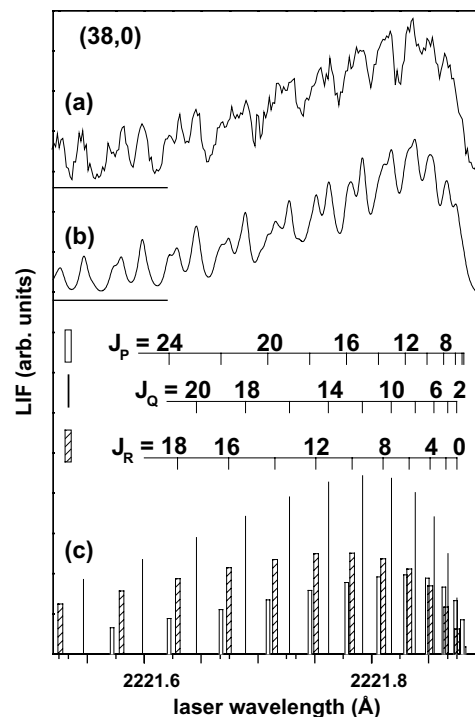 (38,0)
(a)
(b)
LIF (arb. units)
J_P = 24 20 16 12 8
J_Q = 20 18 14 10 6 2
J_R = 18 16 12 8 4 0
(c)
2221.6 2221.8
laser wavelength (Å)